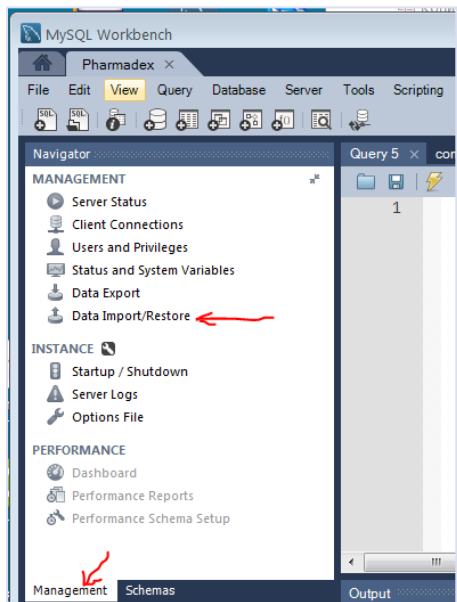 MySQL Workbench
Pharmadex ×
File Edit View Query Database Server Tools Scripting
SQL SQL
Navigator
Query 5 ×
MANAGEMENT
1
Server Status
Client Connections
Users and Privileges
Status and System Variables
Data Export
Data Import/Restore
INSTANCE
Startup / Shutdown
Server Logs
Options File
PERFORMANCE
Dashboard
Performance Reports
Performance Schema Setup
Management Schemas
Output